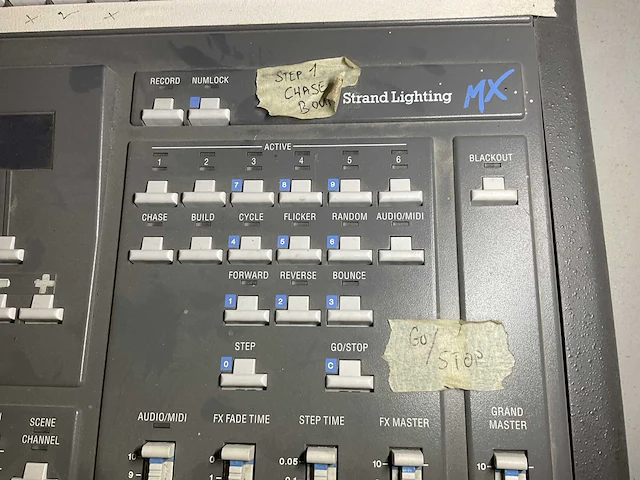 RECORD NUMLOCK
STEP 1
CHASE
Strand Lighting MX
ACTIVE
1 2 3 4 5 6
7 8 9
BLACKOUT
CHASE BUILD CYCLE FLICKER RANDOM AUDIO/MIDI
4 5 6
FORWARD REVERSE BOUNCE
1 2 3
STEP GO/STOP
0 C
GO/
STOP
SCENE
CHANNEL
AUDIO/MIDI FX FADE TIME STEP TIME FX MASTER
GRAND
MASTER
10 0 0.05 10 10
9 1 0.1